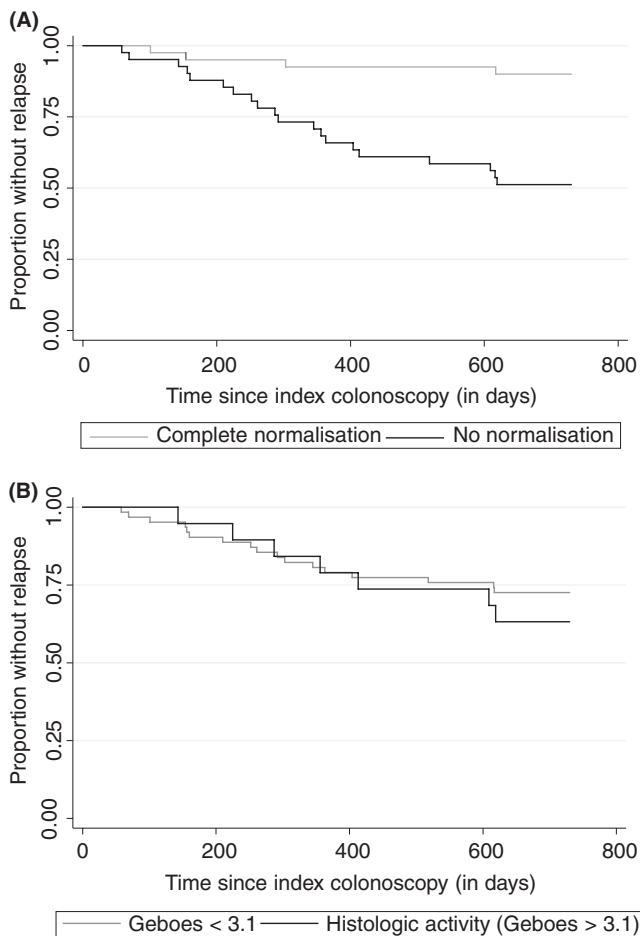 (A)
1.00
0.75
0.50
0.25
0.00
Proportion without relapse
0 200 400 600 800
Time since index colonoscopy (in days)
Complete normalisation No normalisation
(B)
1.00
0.75
0.50
0.25
0.00
Proportion without relapse
0 200 400 600 800
Time since index colonoscopy (in days)
Geboes < 3.1 Histologic activity (Geboes > 3.1)